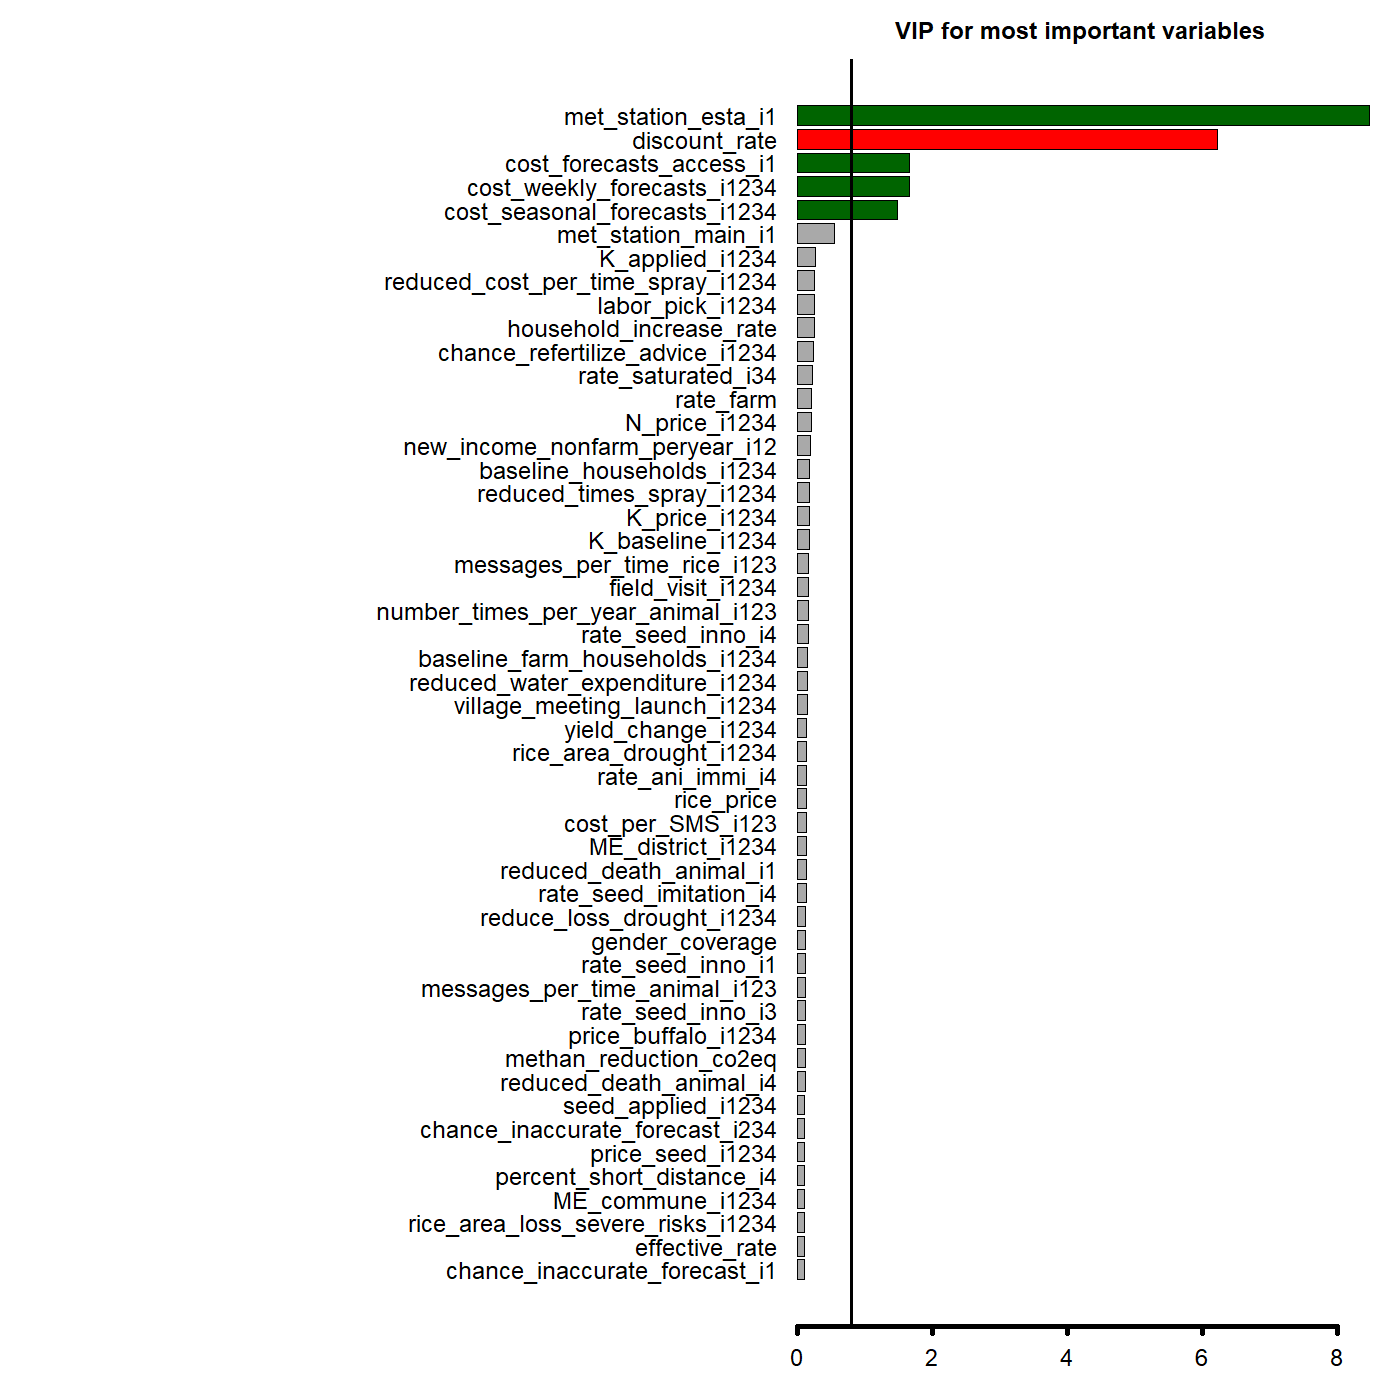 VIP for most important variables
met_station_esta_i1
discount_rate
cost_forecasts_access_i1
cost_weekly_forecasts_i1234
cost_seasonal_forecasts_i1234
met_station_main_i1
K_applied_i1234
reduced_cost_per_time_spray_i1234
labor_pick_i1234
household_increase_rate
chance_refertilize_advice_i1234
rate_saturated_i34
rate_farm
N_price_i1234
new_income_nonfarm_peryear_i12
baseline_households_i1234
reduced_times_spray_i1234
K_price_i1234
K_baseline_i1234
messages_per_time_rice_i123
field_visit_i1234
number_times_per_year_animal_i123
rate_seed_inno_i4
baseline_farm_households_i1234
reduced_water_expenditure_i1234
village_meeting_launch_i1234
yield_change_i1234
rice_area_drought_i1234
rate_ani_immi_i4
rice_price
cost_per_SMS_i123
ME_district_i1234
reduced_death_animal_i1
rate_seed_imitation_i4
reduce_loss_drought_i1234
gender_coverage
rate_seed_inno_i1
messages_per_time_animal_i123
rate_seed_inno_i3
price_buffalo_i1234
methan_reduction_co2eq
reduced_death_animal_i4
seed_applied_i1234
chance_inaccurate_forecast_i234
price_seed_i1234
percent_short_distance_i4
ME_commune_i1234
rice_area_loss_severe_risks_i1234
effective_rate
chance_inaccurate_forecast_i1
0 2 4 6 8